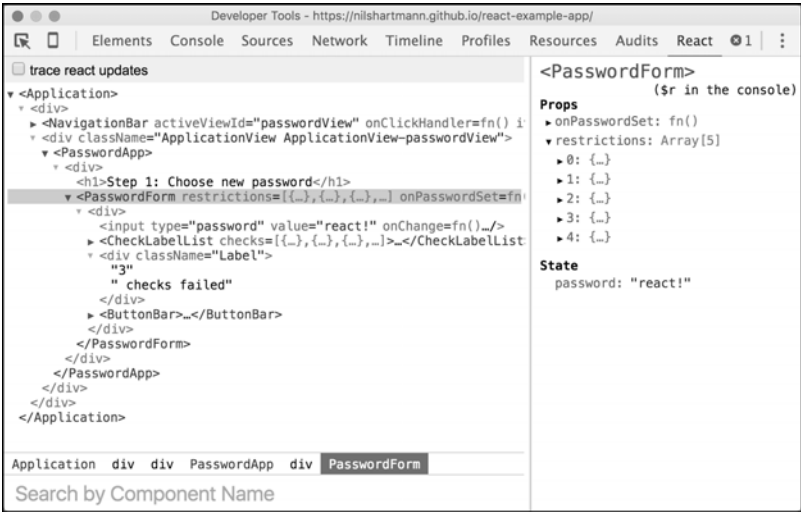 Developer Tools - https://nilshartmann.github.io/react-example-app/
Elements Console Sources Network Timeline Profiles Resources Audits React 1
trace react updates
<Application>
<div>
<NavigationBar activeViewId="passwordView" onClickHandler=fn() i
<div className="ApplicationView ApplicationView-passwordView">
<PasswordApp>
<div>
<h1>Step 1: Choose new password</h1>
<PasswordForm restrictions=[{…},{…},{…},…] onPasswordSet=fn(
<div>
<input type="password" value="react!" onChange=fn()…/>
<CheckLabelList checks=[{…},{…},{…},…]>…</CheckLabelList
<div className="Label">
"3"
" checks failed"
</div>
<ButtonBar>…</ButtonBar>
</div>
</PasswordForm>
</div>
</PasswordApp>
</div>
</div>
</Application>
Application div div PasswordApp div PasswordForm
Search by Component Name
<PasswordForm>
($r in the console)
Props
onPasswordSet: fn()
restrictions: Array[5]
0: {…}
1: {…}
2: {…}
3: {…}
4: {…}
State
password: "react!"